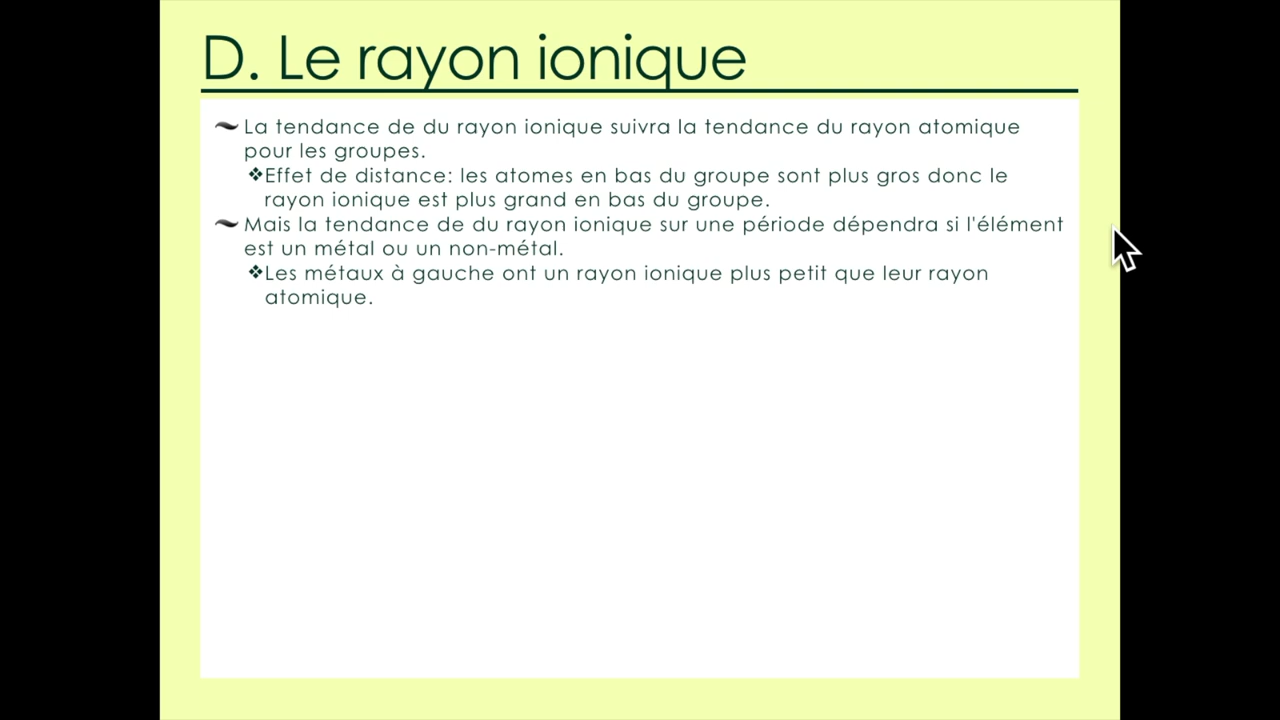 D. Le rayon ionique
La tendance de du rayon ionique suivra la tendance du rayon atomique
pour les groupes.
❖Effet de distance: les atomes en bas du groupe sont plus gros donc le
rayon ionique est plus grand en bas du groupe.
Mais la tendance de du rayon ionique sur une période dépendra si l'élément
est un métal ou un non-métal.
❖Les métaux à gauche ont un rayon ionique plus petit que leur rayon
atomique.